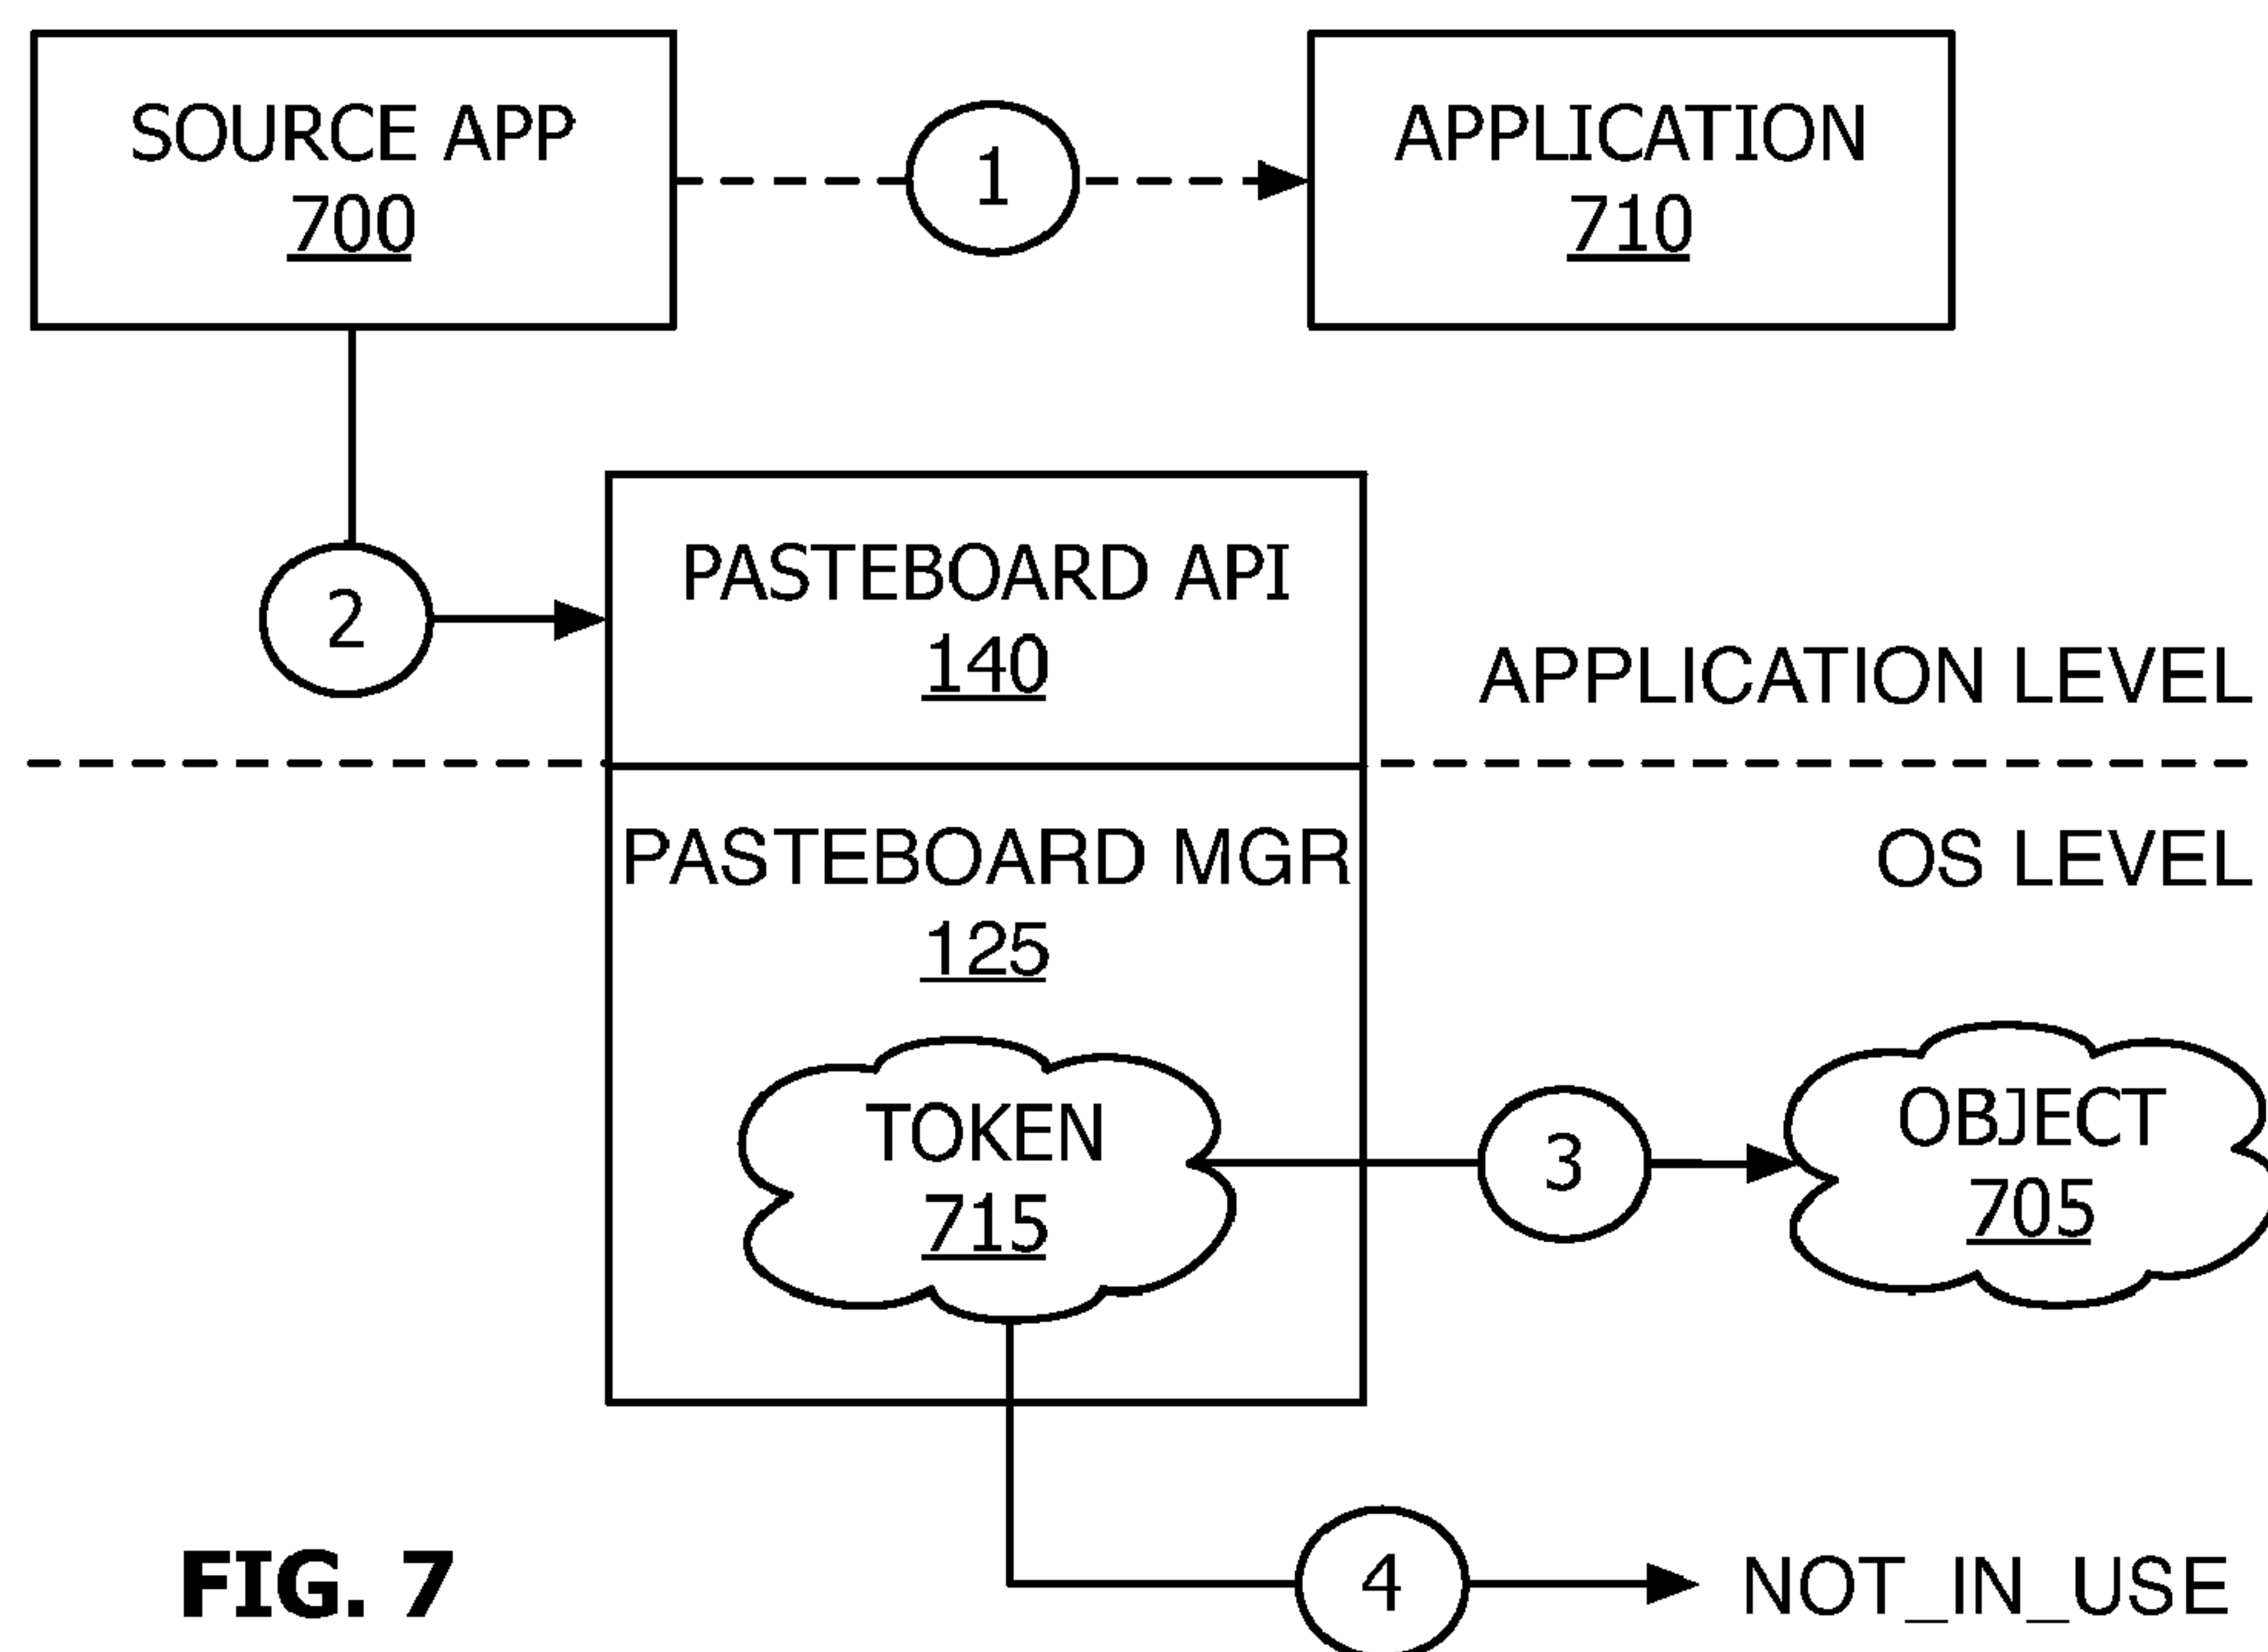 SOURCE APP
700
1
APPLICATION
710
2
PASTEBOARD API
140
APPLICATION LEVEL
PASTEBOARD MGR
125
OS LEVEL
TOKEN
715
3
OBJECT
705
4
NOT_IN_USE
FIG. 7